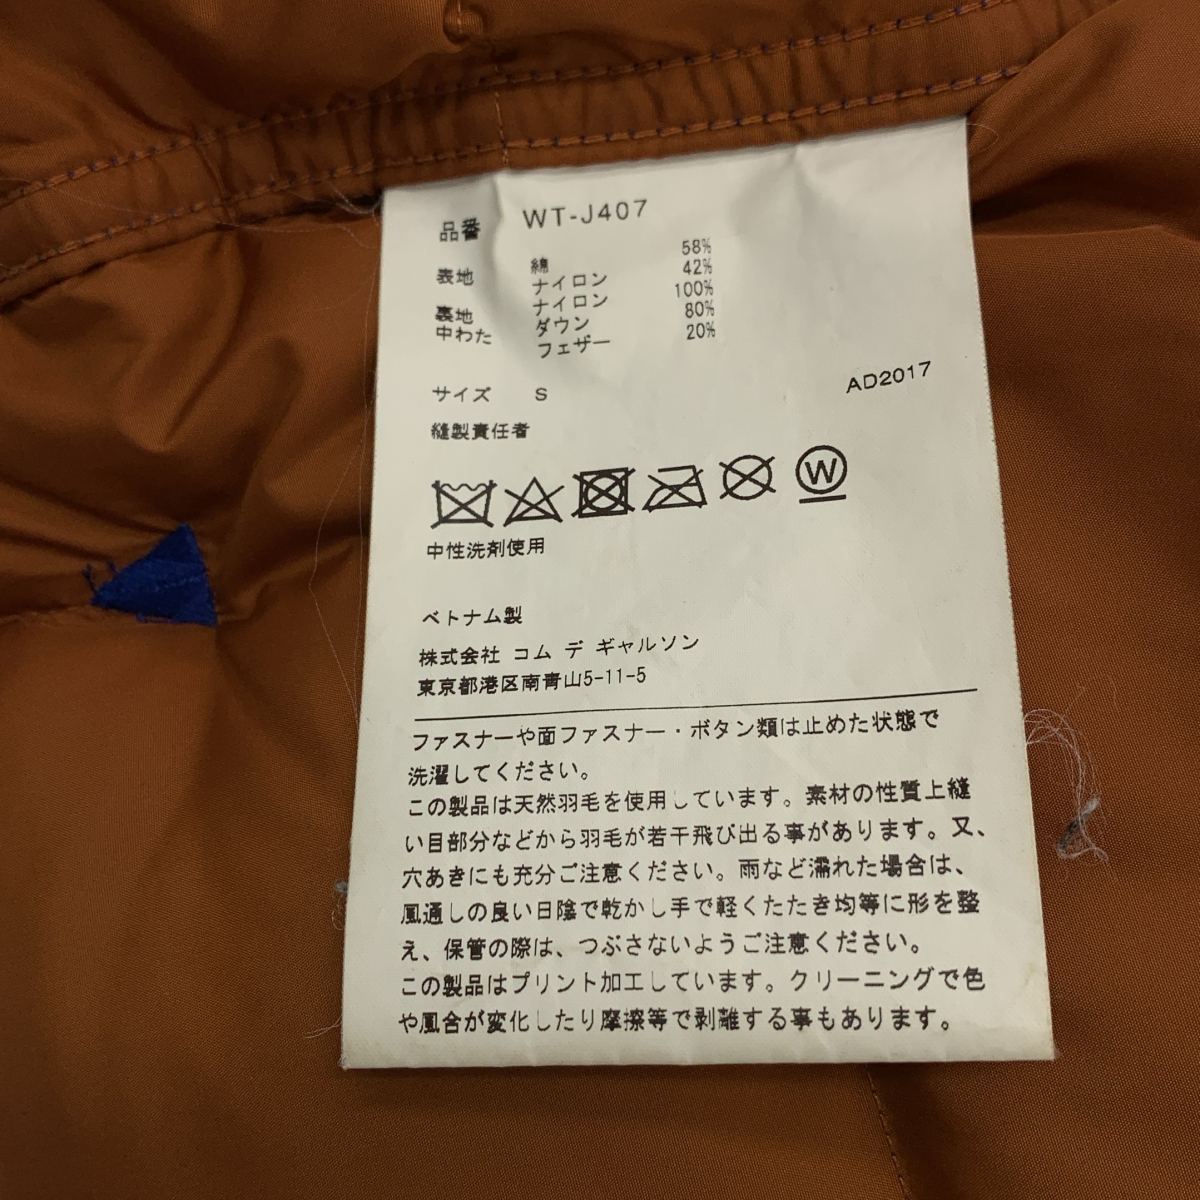 品番 WT-J407
表地 綿 58%
ナイロン 42%
裏地 ナイロン 100%
中わた ダウン 80%
フェザー 20%
サイズ S
AD2017
縫製責任者
W
中性洗剤使用
ベトナム製
株式会社 コム デ ギャルソン
東京都港区南青山5-11-5
ファスナーや面ファスナー・ボタン類は止めた状態で
洗濯してください。
この製品は天然羽毛を使用しています。素材の性質上縫
い目部分などから羽毛が若干飛び出る事があります。又、
穴あきにも充分ご注意ください。雨など濡れた場合は、
風通しの良い日陰で乾かし手で軽くたたき均等に形を整
え、保管の際は、つぶさないようご注意ください。
この製品はプリント加工しています。クリーニングで色
や風合が変化したり摩擦等で剥離する事もあります。